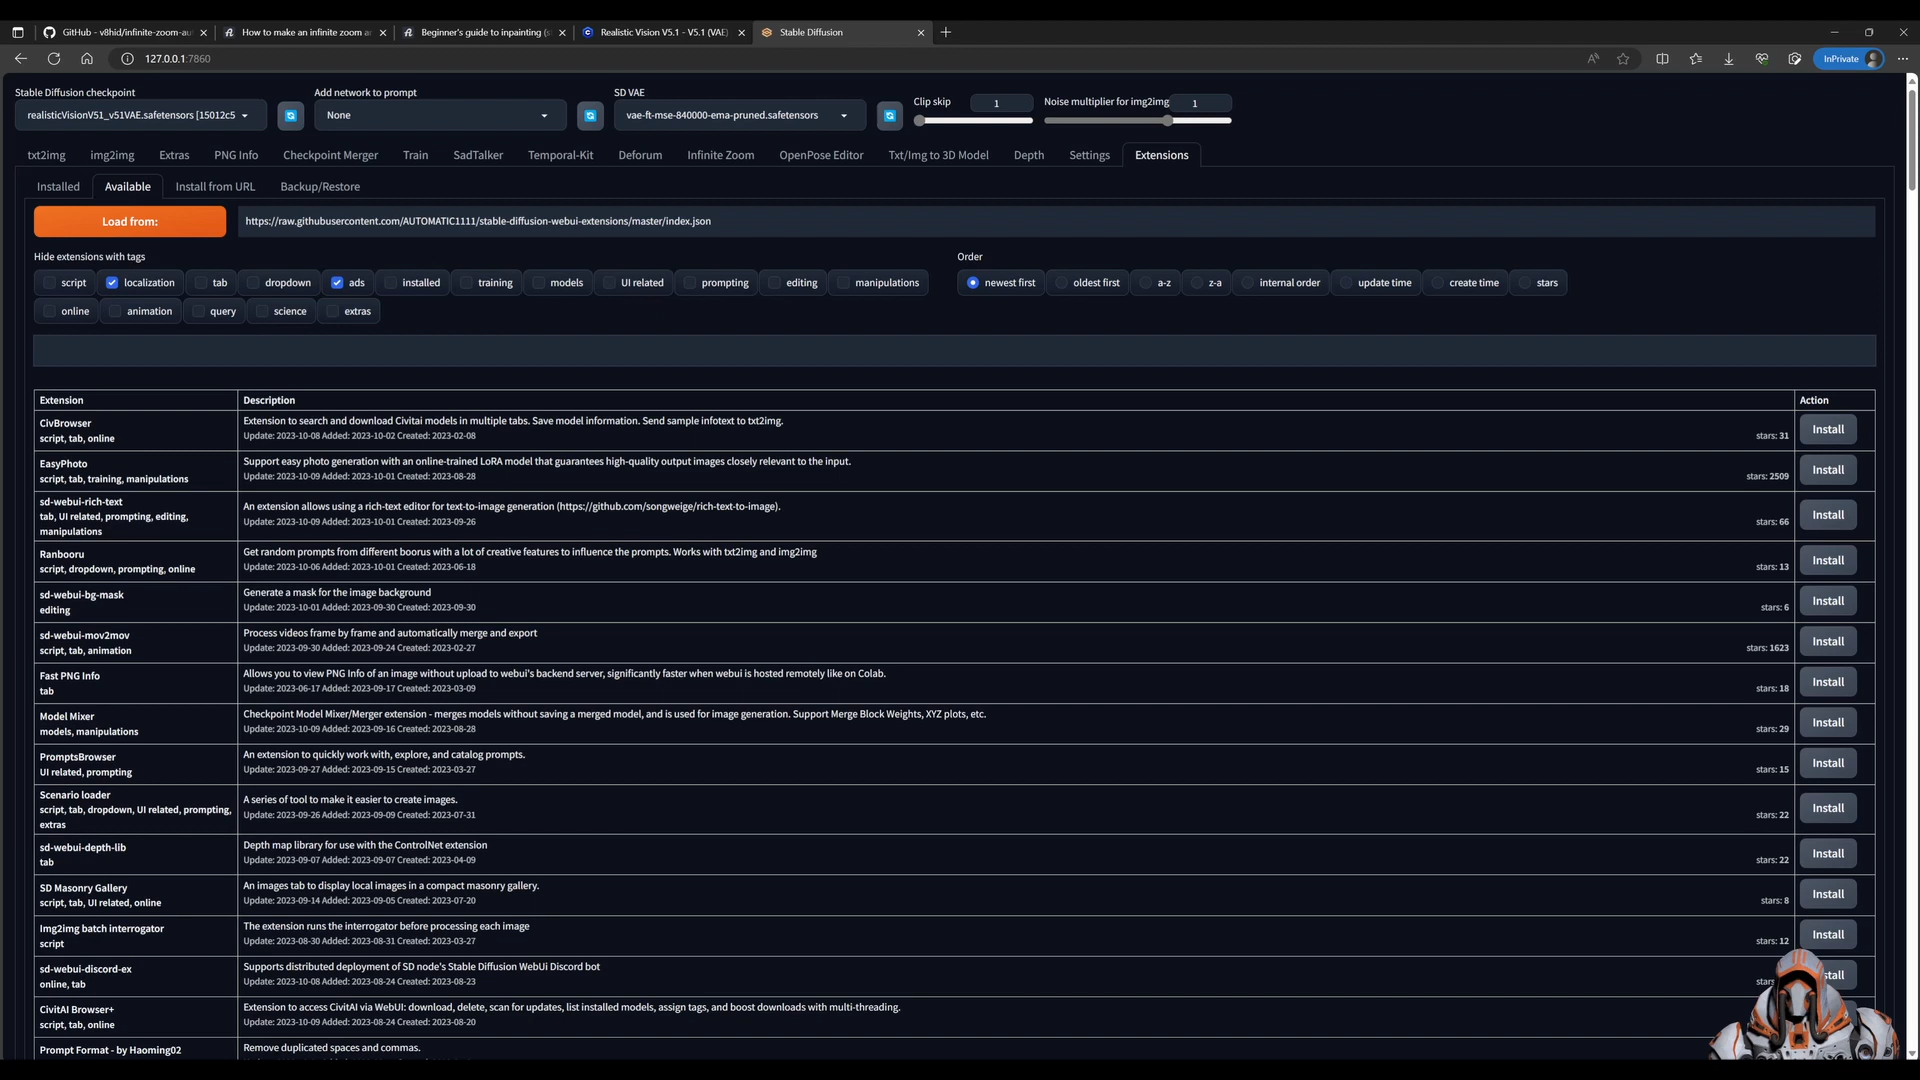 GitHub - v8hid/infinite-zoom-au
How to make an infinite zoom ar
Beginner's guide to inpainting (s
Realistic Vision V5.1 - V5.1 (VAE)
Stable Diffusion
127.0.0.1:7860
InPrivate
Stable Diffusion checkpoint
Add network to prompt
SD VAE
Clip skip
1
Noise multiplier for img2img
1
realisticVisionV51_v51VAE.safetensors [15012c5
None
vae-ft-mse-840000-ema-pruned.safetensors
txt2img
img2img
Extras
PNG Info
Checkpoint Merger
Train
SadTalker
Temporal-Kit
Deforum
Infinite Zoom
OpenPose Editor
Txt/Img to 3D Model
Depth
Settings
Extensions
Installed
Available
Install from URL
Backup/Restore
Load from:
https://raw.githubusercontent.com/AUTOMATIC1111/stable-diffusion-webui-extensions/master/index.json
Hide extensions with tags
Order
script
localization
tab
dropdown
ads
installed
training
models
UI related
prompting
editing
manipulations
newest first
oldest first
a-z
z-a
internal order
update time
create time
stars
online
animation
query
science
extras
Extension
Description
Action
CivBrowser
script, tab, online
Extension to search and download Civitai models in multiple tabs. Save model information. Send sample infotext to txt2img.
Update: 2023-10-08 Added: 2023-10-02 Created: 2023-02-08
stars: 31
Install
EasyPhoto
script, tab, training, manipulations
Support easy photo generation with an online-trained LoRA model that guarantees high-quality output images closely relevant to the input.
Update: 2023-10-09 Added: 2023-10-01 Created: 2023-08-28
stars: 2509
Install
sd-webui-rich-text
tab, UI related, prompting, editing,
manipulations
An extension allows using a rich-text editor for text-to-image generation (https://github.com/songweige/rich-text-to-image).
Update: 2023-10-09 Added: 2023-10-01 Created: 2023-09-26
stars: 66
Install
Ranbooru
script, dropdown, prompting, online
Get random prompts from different boorus with a lot of creative features to influence the prompts. Works with txt2img and img2img
Update: 2023-10-06 Added: 2023-10-01 Created: 2023-06-18
stars: 13
Install
sd-webui-bg-mask
editing
Generate a mask for the image background
Update: 2023-10-01 Added: 2023-09-30 Created: 2023-09-30
stars: 6
Install
sd-webui-mov2mov
script, tab, animation
Process videos frame by frame and automatically merge and export
Update: 2023-09-30 Added: 2023-09-24 Created: 2023-02-27
stars: 1623
Install
Fast PNG Info
tab
Allows you to view PNG Info of an image without upload to webui's backend server, significantly faster when webui is hosted remotely like on Colab.
Update: 2023-06-17 Added: 2023-09-17 Created: 2023-03-09
stars: 18
Install
Model Mixer
models, manipulations
Checkpoint Model Mixer/Merger extension - merges models without saving a merged model, and is used for image generation. Support Merge Block Weights, XYZ plots, etc.
Update: 2023-10-09 Added: 2023-09-16 Created: 2023-08-28
stars: 29
Install
PromptsBrowser
UI related, prompting
An extension to quickly work with, explore, and catalog prompts.
Update: 2023-09-27 Added: 2023-09-15 Created: 2023-03-27
stars: 15
Install
Scenario loader
script, tab, dropdown, UI related, prompting,
extras
A series of tool to make it easier to create images.
Update: 2023-09-26 Added: 2023-09-09 Created: 2023-07-31
stars: 22
Install
sd-webui-depth-lib
tab
Depth map library for use with the ControlNet extension
Update: 2023-09-07 Added: 2023-09-07 Created: 2023-04-09
stars: 22
Install
SD Masonry Gallery
script, tab, UI related, online
An images tab to display local images in a compact masonry gallery.
Update: 2023-09-14 Added: 2023-09-05 Created: 2023-07-20
stars: 8
Install
Img2img batch interrogator
script
The extension runs the interrogator before processing each image
Update: 2023-08-30 Added: 2023-08-31 Created: 2023-03-27
stars: 12
Install
sd-webui-discord-ex
online, tab
Supports distributed deployment of SD node's Stable Diffusion WebUi Discord bot
Update: 2023-10-08 Added: 2023-08-24 Created: 2023-08-23
CivitAI Browser+
script, tab, online
Extension to access CivitAI via WebUI: download, delete, scan for updates, list installed models, assign tags, and boost downloads with multi-threading.
Update: 2023-10-09 Added: 2023-08-24 Created: 2023-08-20
Prompt Format - by Haoming02
Remove duplicated spaces and commas.